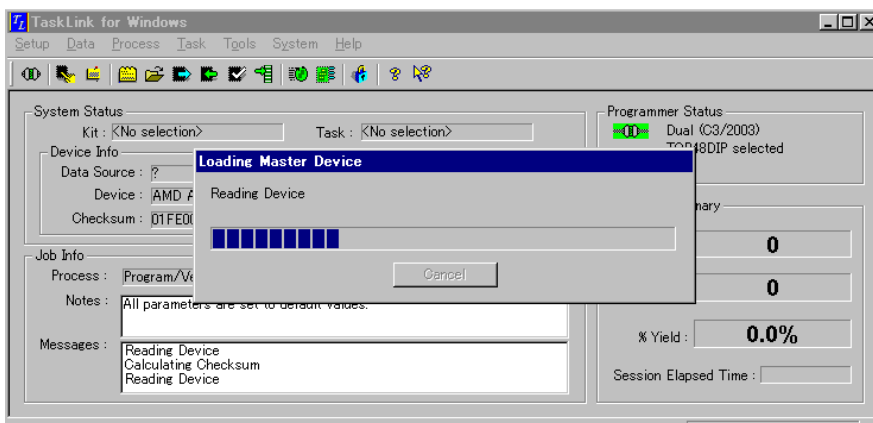 TL TaskLink for Windows
Setup Data Process Task Tools System Help
System Status
Kit : <No selection> Task : <No selection>
Device Info
Data Source : ?
Device : AMD
Checksum :
Job Info
Process :
Notes : All parameters are set to default values.
Messages : Reading Device
Calculating Checksum
Reading Device
Loading Master Device
Reading Device
Cancel
Programmer Status
Dual (C3/2003)
TOP48DIP selected
0
0
% Yield : 0.0%
Session Elapsed Time :